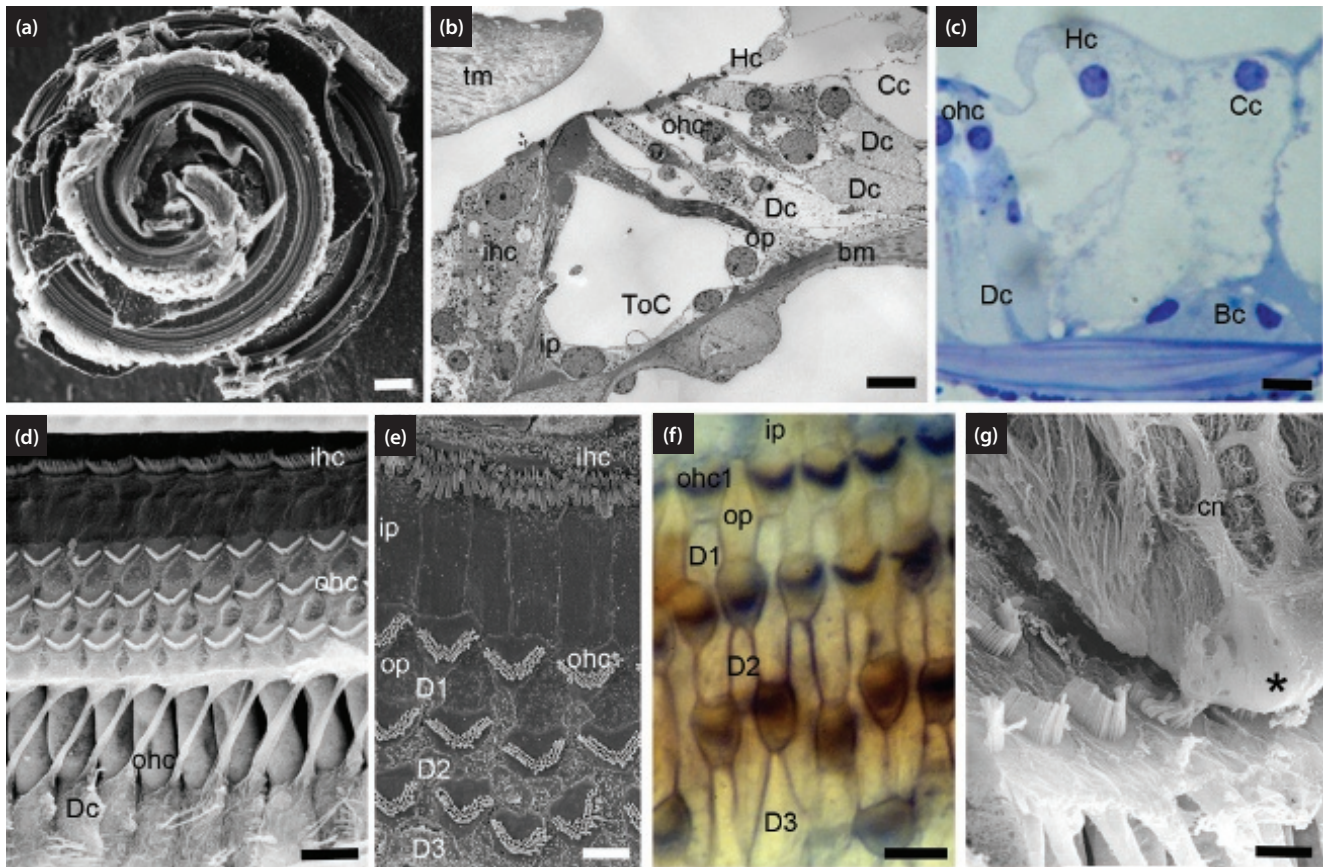 (a)
(b)
tm
Hc
Cc
ohc
Dc
Dc
Dc
ihc
op
bm
ToC
ip
(c)
Hc
ohc
Cc
Dc
Bc
(d)
ihc
ohc
ohc
Dc
(e)
ihc
ip
ohc
op
D1
D2
D3
(f)
ip
ohc1
op
D1
D2
D3
(g)
cn
*